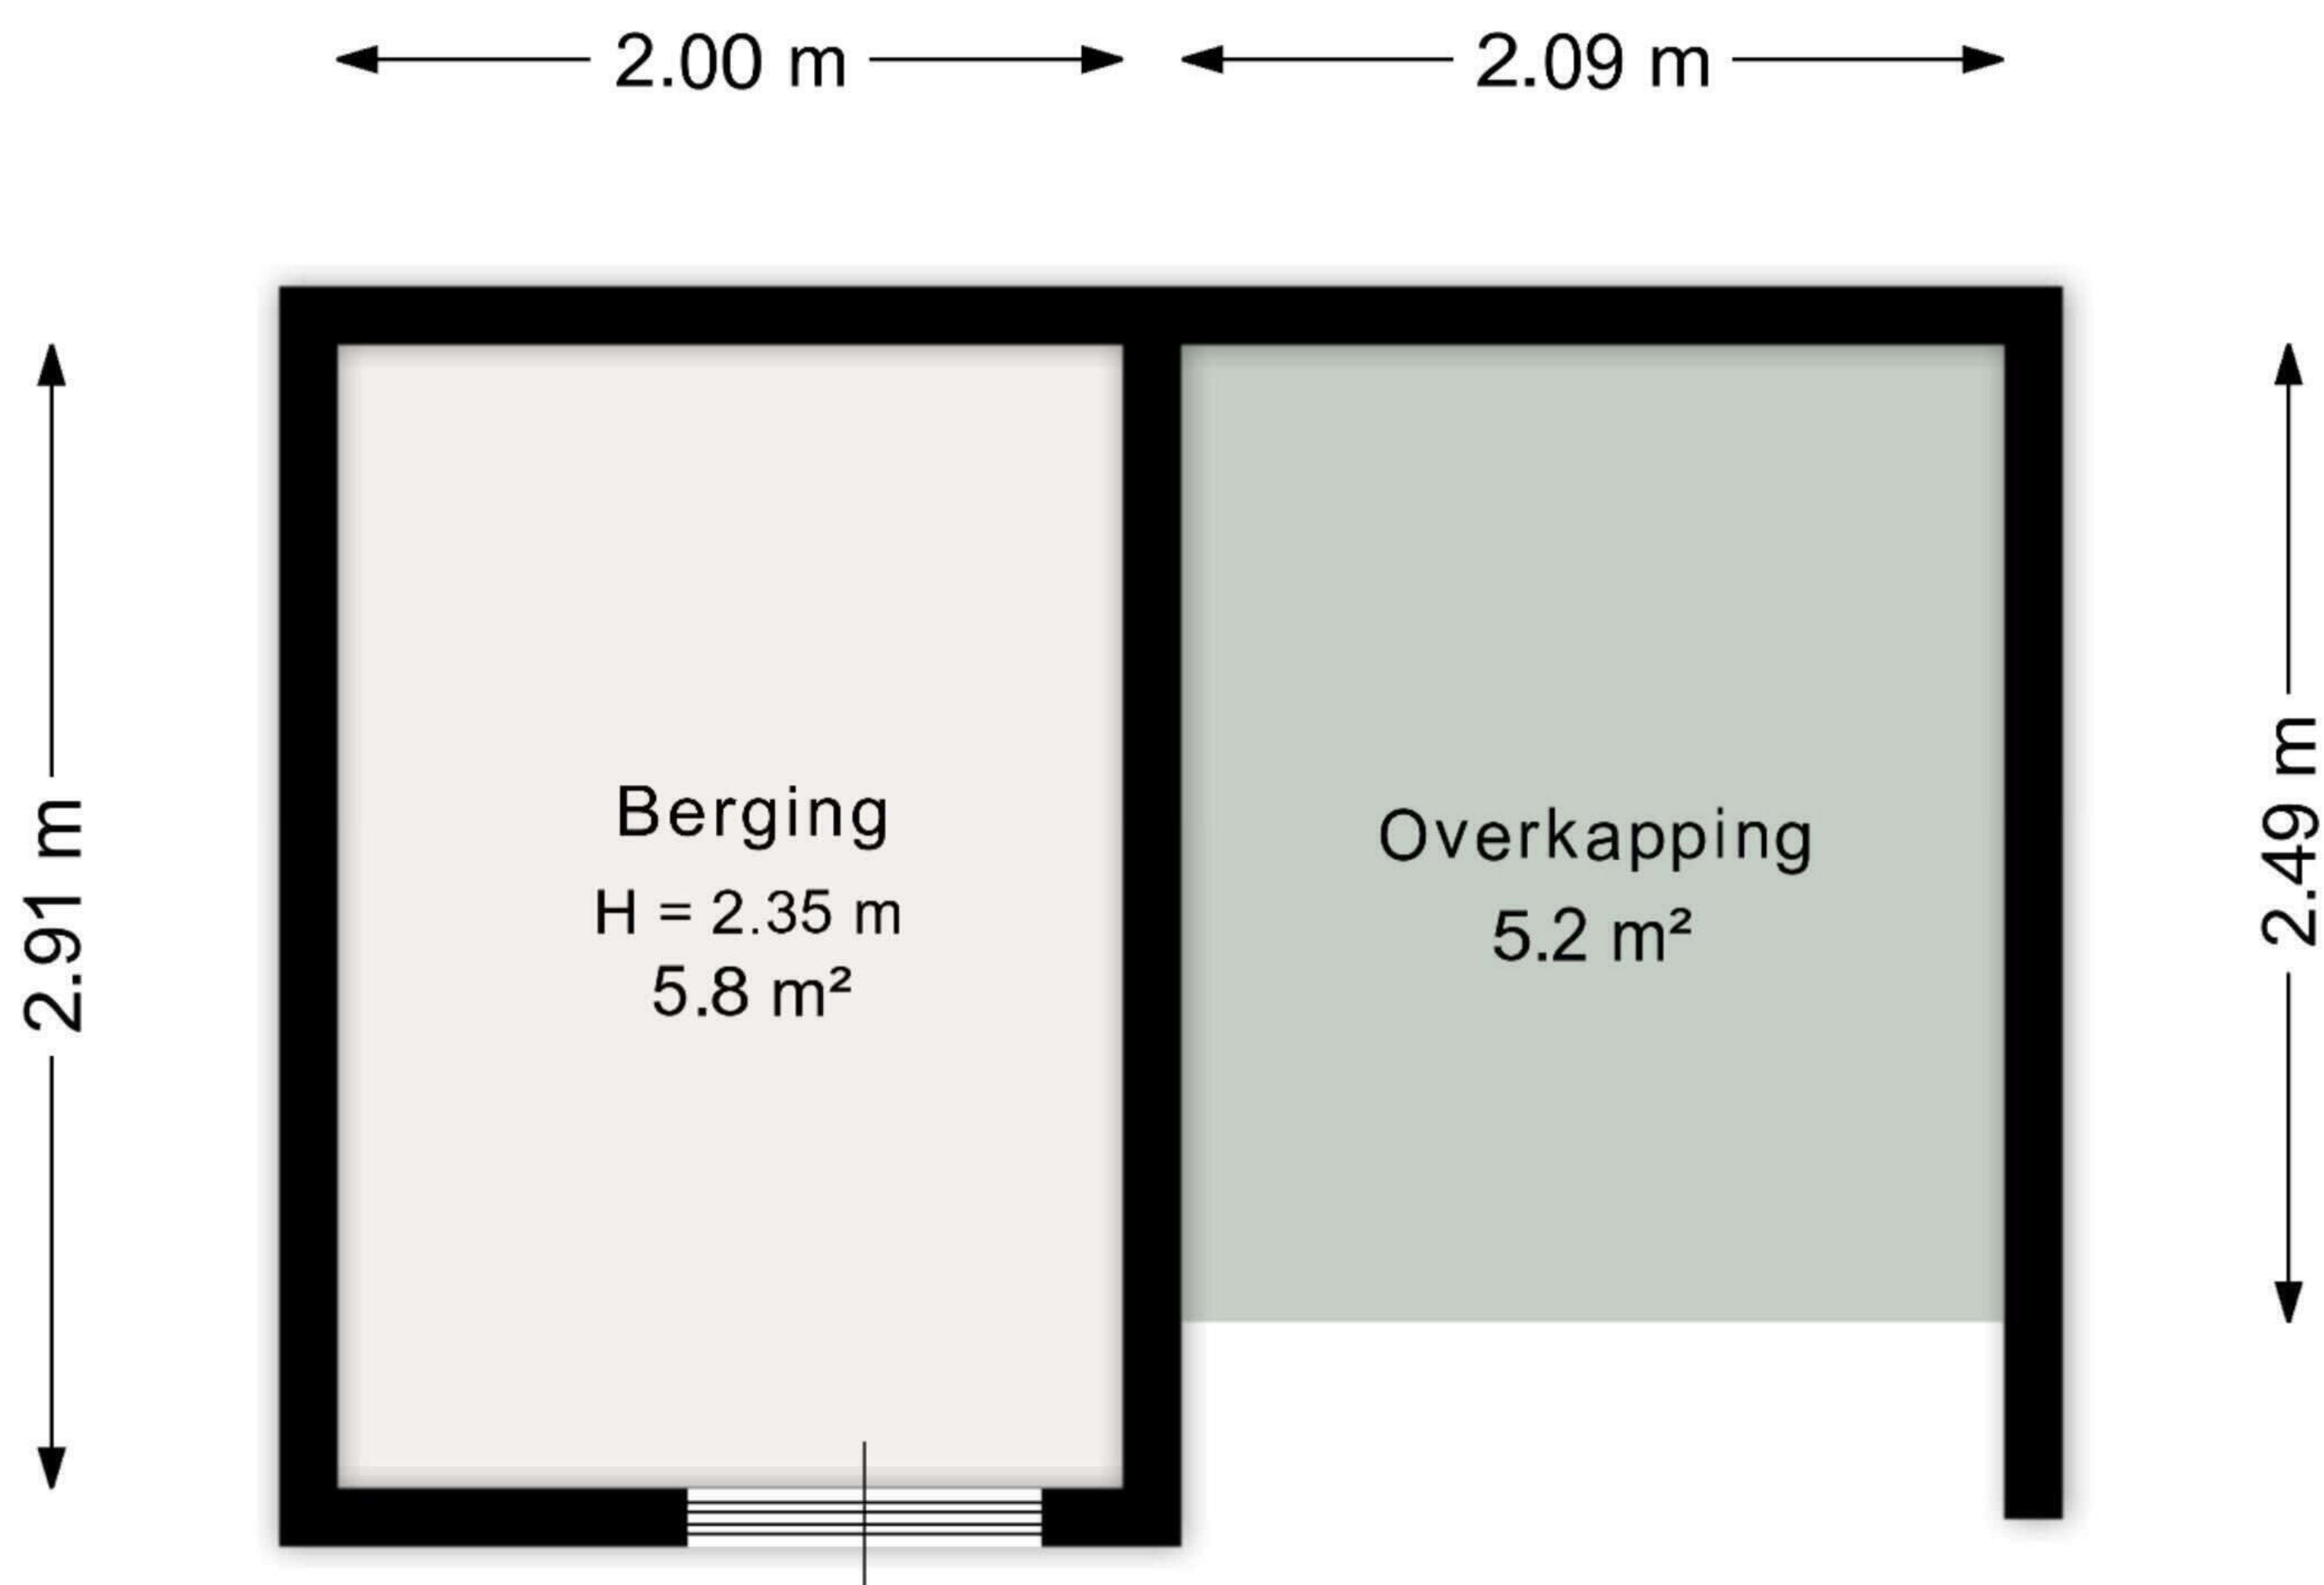 2.00 m
2.09 m
2.91 m
Berging
H = 2.35 m
5.8 m²
Overkapping
5.2 m²
2.49 m